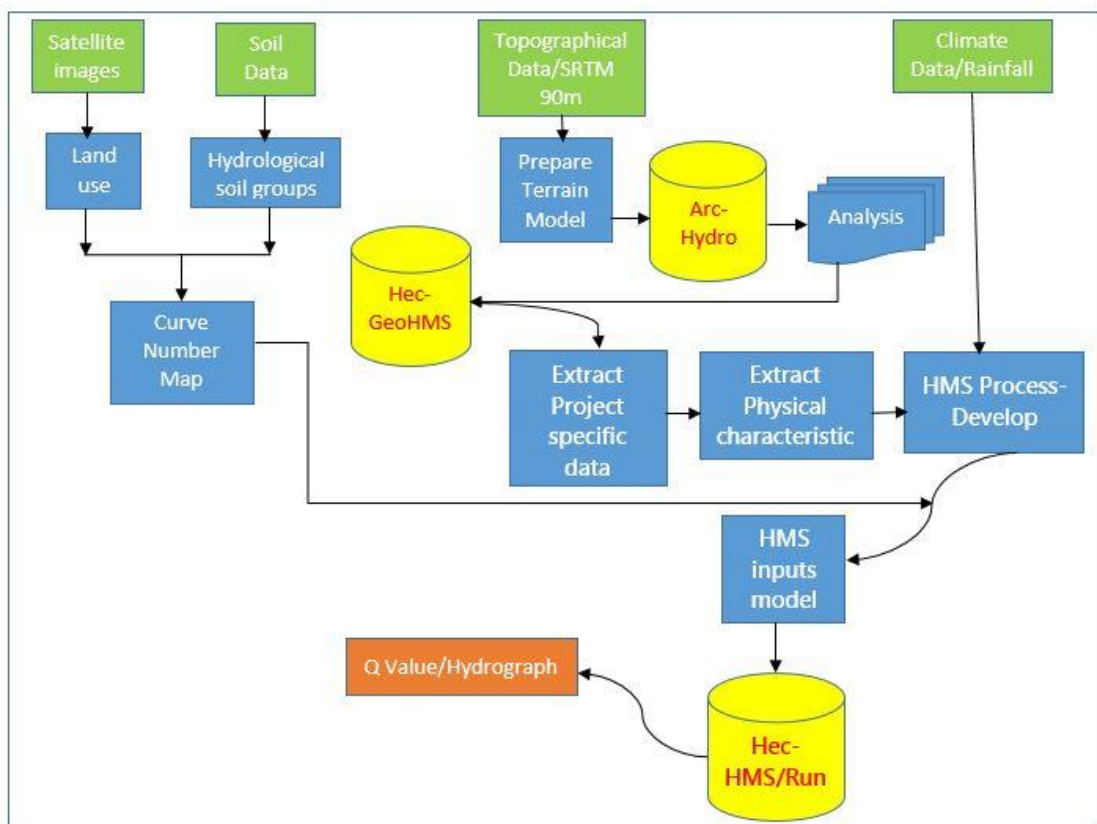 Satellite
images
Soil
Data
Topographical
Data/SRTM
90m
Climate
Data/Rainfall
Land
use
Hydrological
soil groups
Prepare
Terrain
Model
Arc-
Hydro
Analysis
Hec-
GeoHMS
Curve
Number
Map
Extract
Project
specific
data
Extract
Physical
characteristic
HMS Process-
Develop
HMS
inputs
model
Q Value/Hydrograph
Hec-
HMS/Run